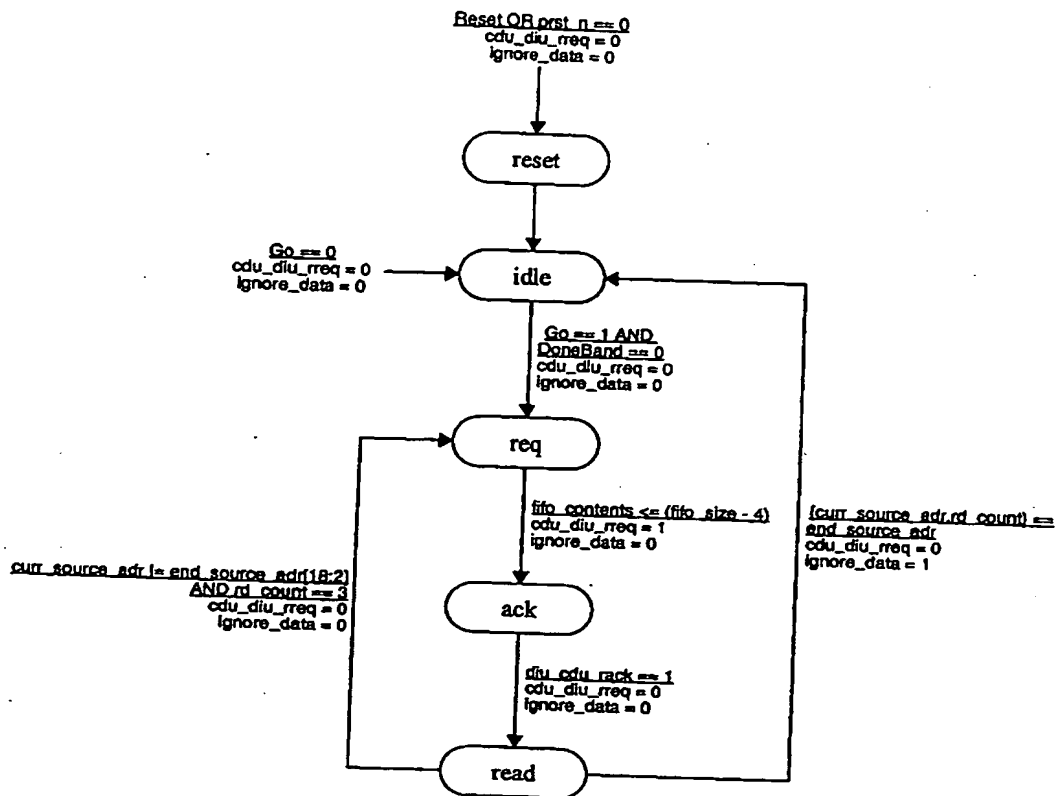 Reset OR prst_n == 0
cdu_diu_rreq = 0
ignore_data = 0
reset
Go == 0
cdu_diu_rreq = 0
ignore_data = 0
idle
Go == 1 AND
DoneBand == 0
cdu_diu_rreq = 0
ignore_data = 0
req
fifo_contents <= (fifo_size - 4)
cdu_diu_rreq = 1
ignore_data = 0
{curr_source_adr,rd_count} ==
end_source_adr
cdu_diu_rreq = 0
ignore_data = 1
curr_source_adr != end_source_adr[18:2]
AND rd_count == 3
cdu_diu_rreq = 0
ignore_data = 0
ack
diu_cdu_rack == 1
cdu_diu_rreq = 0
ignore_data = 0
read